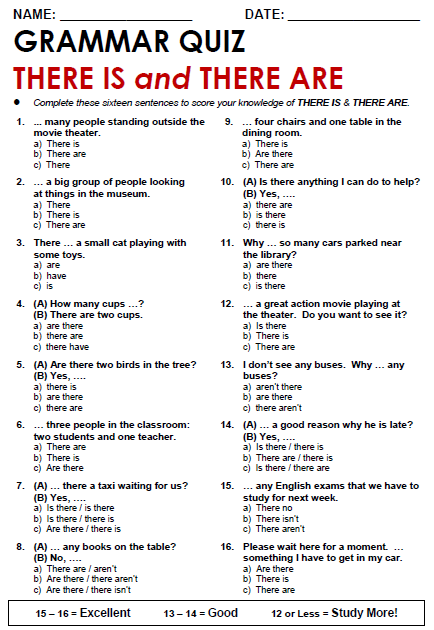 NAME: ____________________ DATE: ____________________
GRAMMAR QUIZ
THERE IS and THERE ARE
● Complete these sixteen sentences to score your knowledge of THERE IS & THERE ARE.
1. ... many people standing outside the
movie theater.
a) There is
b) There are
c) There
2. … a big group of people looking
at things in the museum.
a) There
b) There is
c) There are
3. There … a small cat playing with
some toys.
a) are
b) have
c) is
4. (A) How many cups …?
(B) There are two cups.
a) are there
b) there are
c) there have
5. (A) Are there two birds in the tree?
(B) Yes, ….
a) there is
b) are there
c) there are
6. … three people in the classroom:
two students and one teacher.
a) There are
b) There is
c) Are there
7. (A) … there a taxi waiting for us?
(B) Yes, ….
a) Is there / is there
b) Is there / there is
c) Are there / there is
8. (A) … any books on the table?
(B) No, ….
a) There are / aren't
b) Are there / there aren't
c) Are there / there isn't
9. … four chairs and one table in the
dining room.
a) There is
b) Are there
c) There are
10. (A) Is there anything I can do to help?
(B) Yes, ….
a) there are
b) is there
c) there is
11. Why … so many cars parked near
the library?
a) are there
b) there
c) is there
12. … a great action movie playing at
the theater. Do you want to see it?
a) Is there
b) There is
c) There are
13. I don't see any buses. Why … any
buses?
a) aren't there
b) are there
c) there aren't
14. (A) … a good reason why he is late?
(B) Yes, ….
a) Is there / there is
b) There are / there is
c) Is there / there are
15. … any English exams that we have to
study for next week.
a) There no
b) There isn't
c) There aren't
16. Please wait here for a moment. …
something I have to get in my car.
a) Are there
b) There is
c) There are
15 – 16 = Excellent 13 – 14 = Good 12 or Less = Study More!